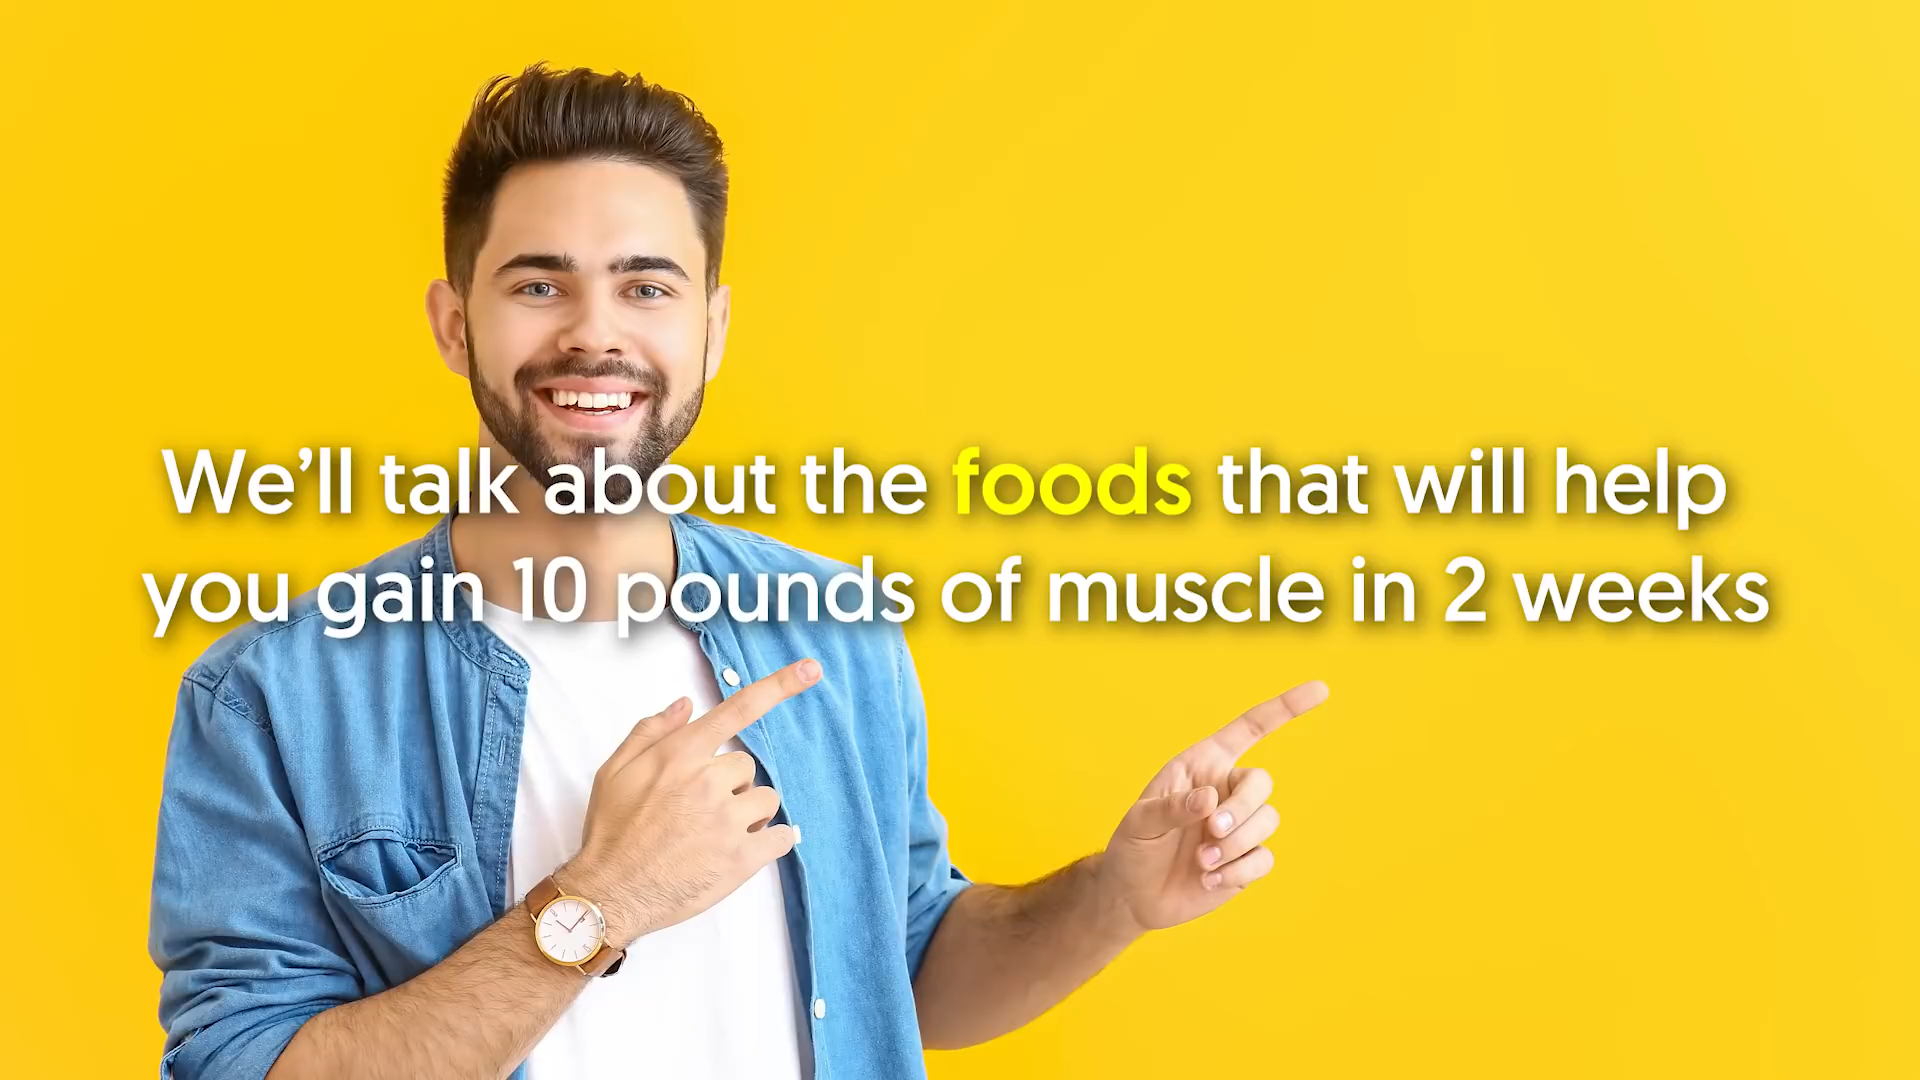 We’ll talk about the foods that will help
you gain 10 pounds of muscle in 2 weeks